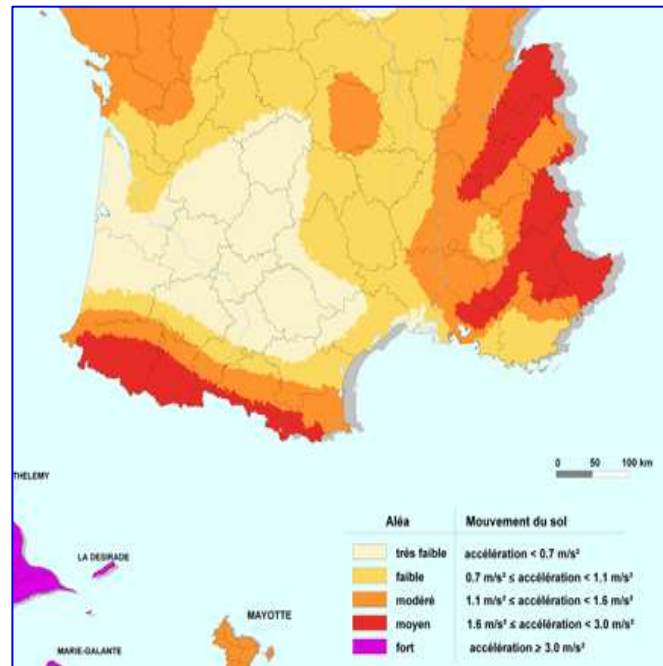 0 50 100 km
THELEMY
LA DESIRADE
MAYOTTE
MARIE-GALANTE
Aléa Mouvement du sol
très faible accélération < 0.7 m/s²
faible 0.7 m/s² ≤ accélération < 1.1 m/s²
modéré 1.1 m/s² ≤ accélération < 1.6 m/s²
moyen 1.6 m/s² ≤ accélération < 3.0 m/s²
fort accélération ≥ 3.0 m/s²